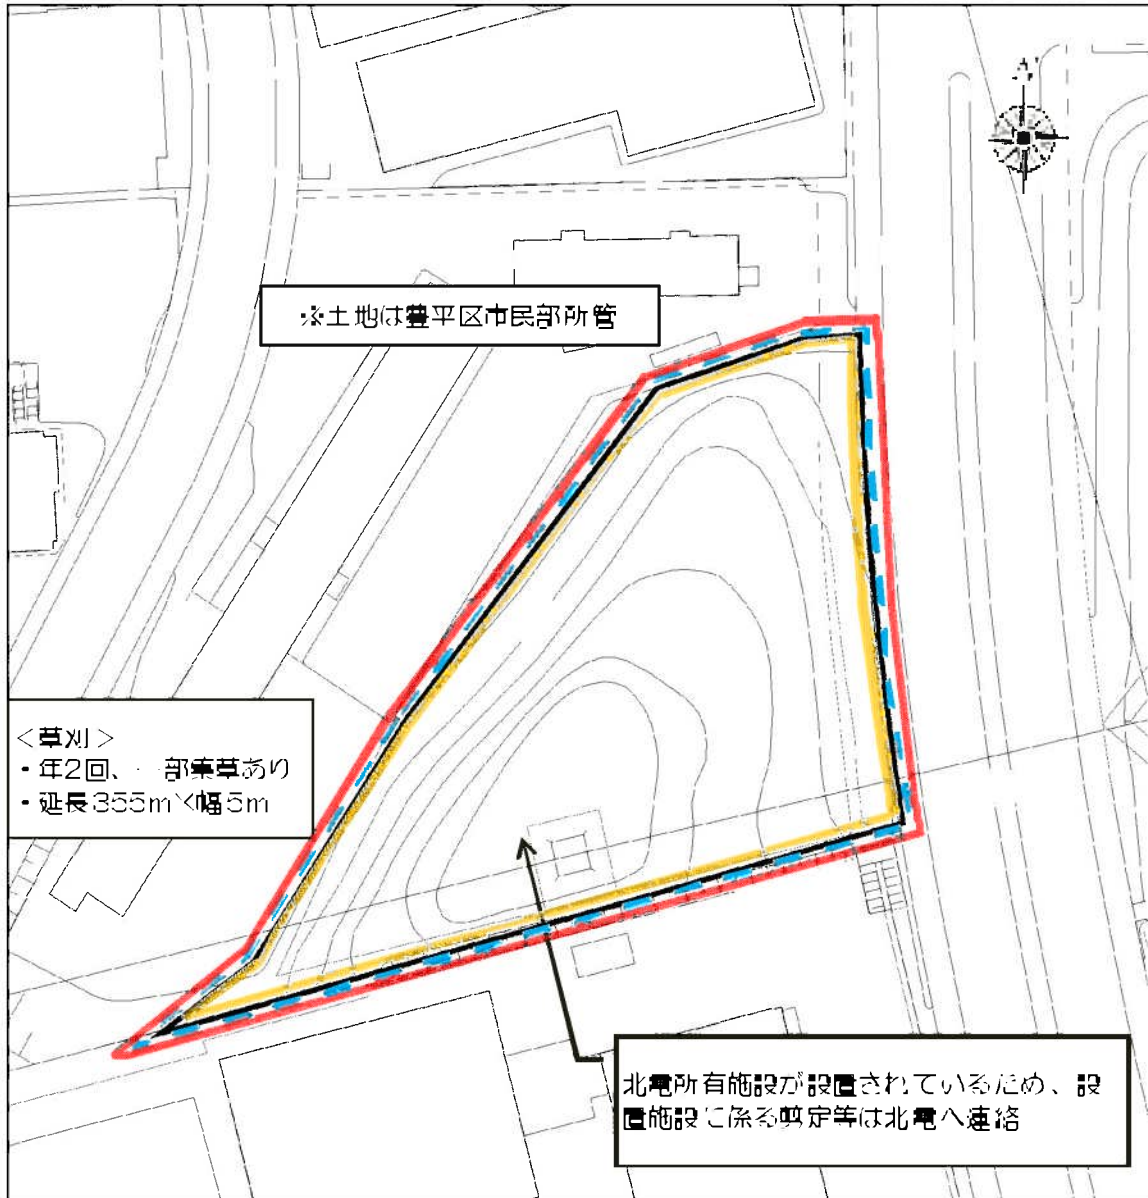 N
※土地は豊平区市民部所管
<草刈>
・年2回、一部集草あり
・延長355m×幅5m
北電所有施設が設置されているため、設
置施設に係る剪定等は北電へ連絡